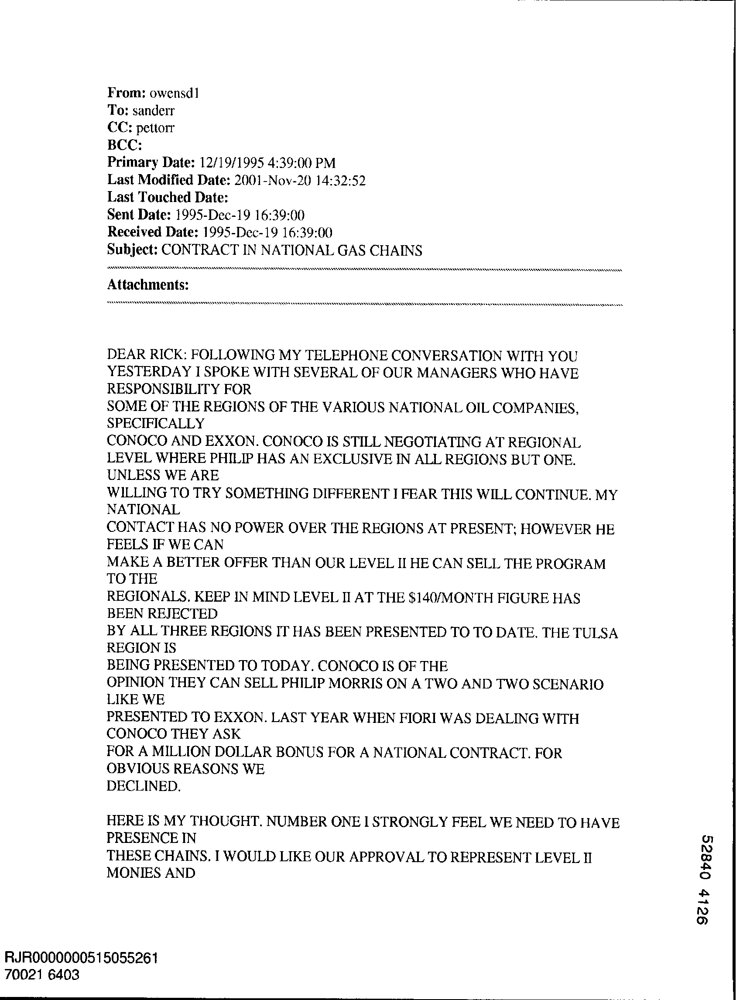 From: owensd1
To: sanderr
CC: pettorr
BCC:
Primary Date: 12/19/1995 4:39:00 PM
Last Modified Date: 2001-Nov-20 14:32:52
Last Touched Date:
Sent Date: 1995-Dec-19 16:39:00
Received Date: 1995-Dec-19 16:39:00
Subject: CONTRACT IN NATIONAL GAS CHAINS
Attachments:
DEAR RICK: FOLLOWING MY TELEPHONE CONVERSATION WITH YOU
YESTERDAY I SPOKE WITH SEVERAL OF OUR MANAGERS WHO HAVE
RESPONSIBILITY FOR
SOME OF THE REGIONS OF THE VARIOUS NATIONAL OIL COMPANIES,
SPECIFICALLY
CONOCO AND EXXON. CONOCO IS STILL NEGOTIATING AT REGIONAL
LEVEL WHERE PHILIP HAS AN EXCLUSIVE IN ALL REGIONS BUT ONE.
UNLESS WE ARE
WILLING TO TRY SOMETHING DIFFERENT I FEAR THIS WILL CONTINUE. MY
NATIONAL
CONTACT HAS NO POWER OVER THE REGIONS AT PRESENT; HOWEVER HE
FEELS IF WE CAN
MAKE A BETTER OFFER THAN OUR LEVEL II HE CAN SELL THE PROGRAM
TO THE
REGIONALS. KEEP IN MIND LEVEL II AT THE $140/MONTH FIGURE HAS
BEEN REJECTED
BY ALL THREE REGIONS IT HAS BEEN PRESENTED TO TO DATE. THE TULSA
REGION IS
BEING PRESENTED TO TODAY. CONOCO IS OF THE
OPINION THEY CAN SELL PHILIP MORRIS ON A TWO AND TWO SCENARIO
LIKE WE
PRESENTED TO EXXON. LAST YEAR WHEN FIORI WAS DEALING WITH
CONOCO THEY ASK
FOR A MILLION DOLLAR BONUS FOR A NATIONAL CONTRACT. FOR
OBVIOUS REASONS WE
DECLINED.
HERE IS MY THOUGHT. NUMBER ONE I STRONGLY FEEL WE NEED TO HAVE
PRESENCE IN
THESE CHAINS. I WOULD LIKE OUR APPROVAL TO REPRESENT LEVEL II
MONIES AND
52840 4126
RJR0000000515055261
70021 6403